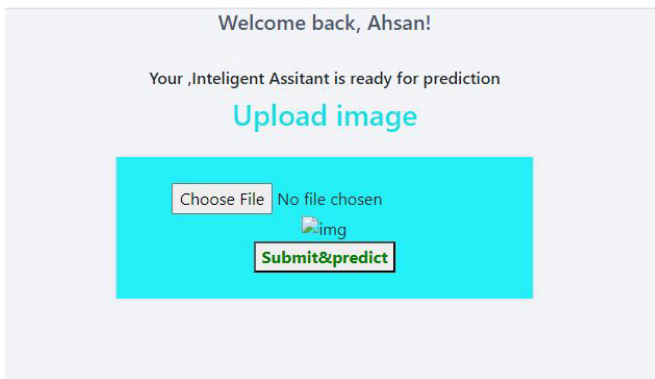 Welcome back, Ahsan!
Your ,Inteligent Assitant is ready for prediction
Upload image
Choose File No file chosen
img
Submit&predict